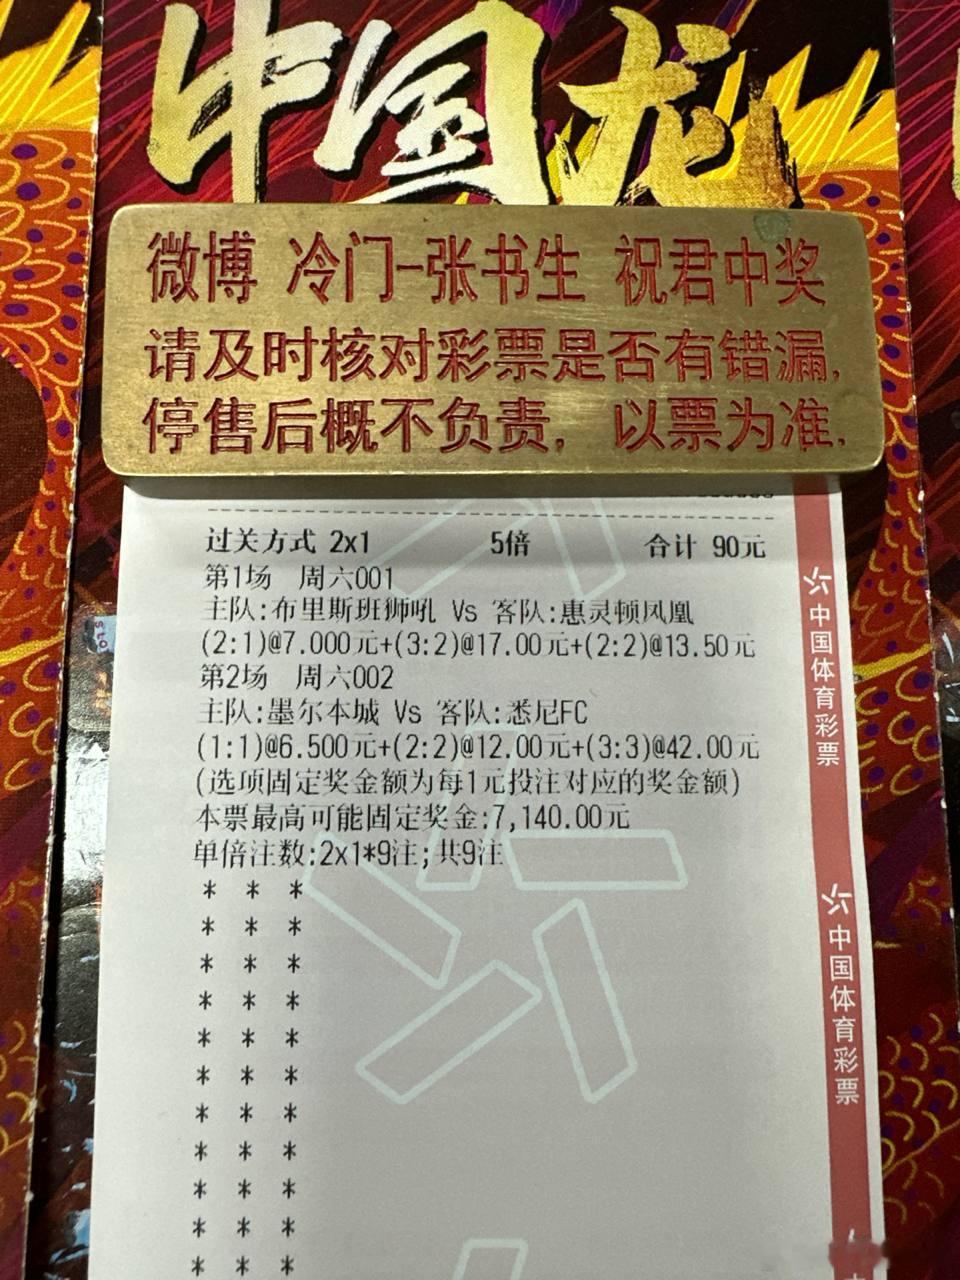 中国龙
微博 冷门-张书生 祝君中奖
请及时核对彩票是否有错漏,
停售后概不负责, 以票为准.
过关方式 2x1 5倍 合计 90元
第1场 周六001
主队:布里斯班狮吼 Vs 客队:惠灵顿凤凰
(2:1)@7.000元+(3:2)@17.00元+(2:2)@13.50元
第2场 周六002
主队:墨尔本城 Vs 客队:悉尼FC
(1:1)@6.500元+(2:2)@12.00元+(3:3)@42.00元
(选项固定奖金额为每1元投注对应的奖金额)
本票最高可能固定奖金:7,140.00元
单倍注数:2x1*9注;共9注
* * *
* * *
* * *
* * *
* * *
* * *
* * *
* * *
* * *
* * *
* * *
中国体育彩票
中国体育彩票